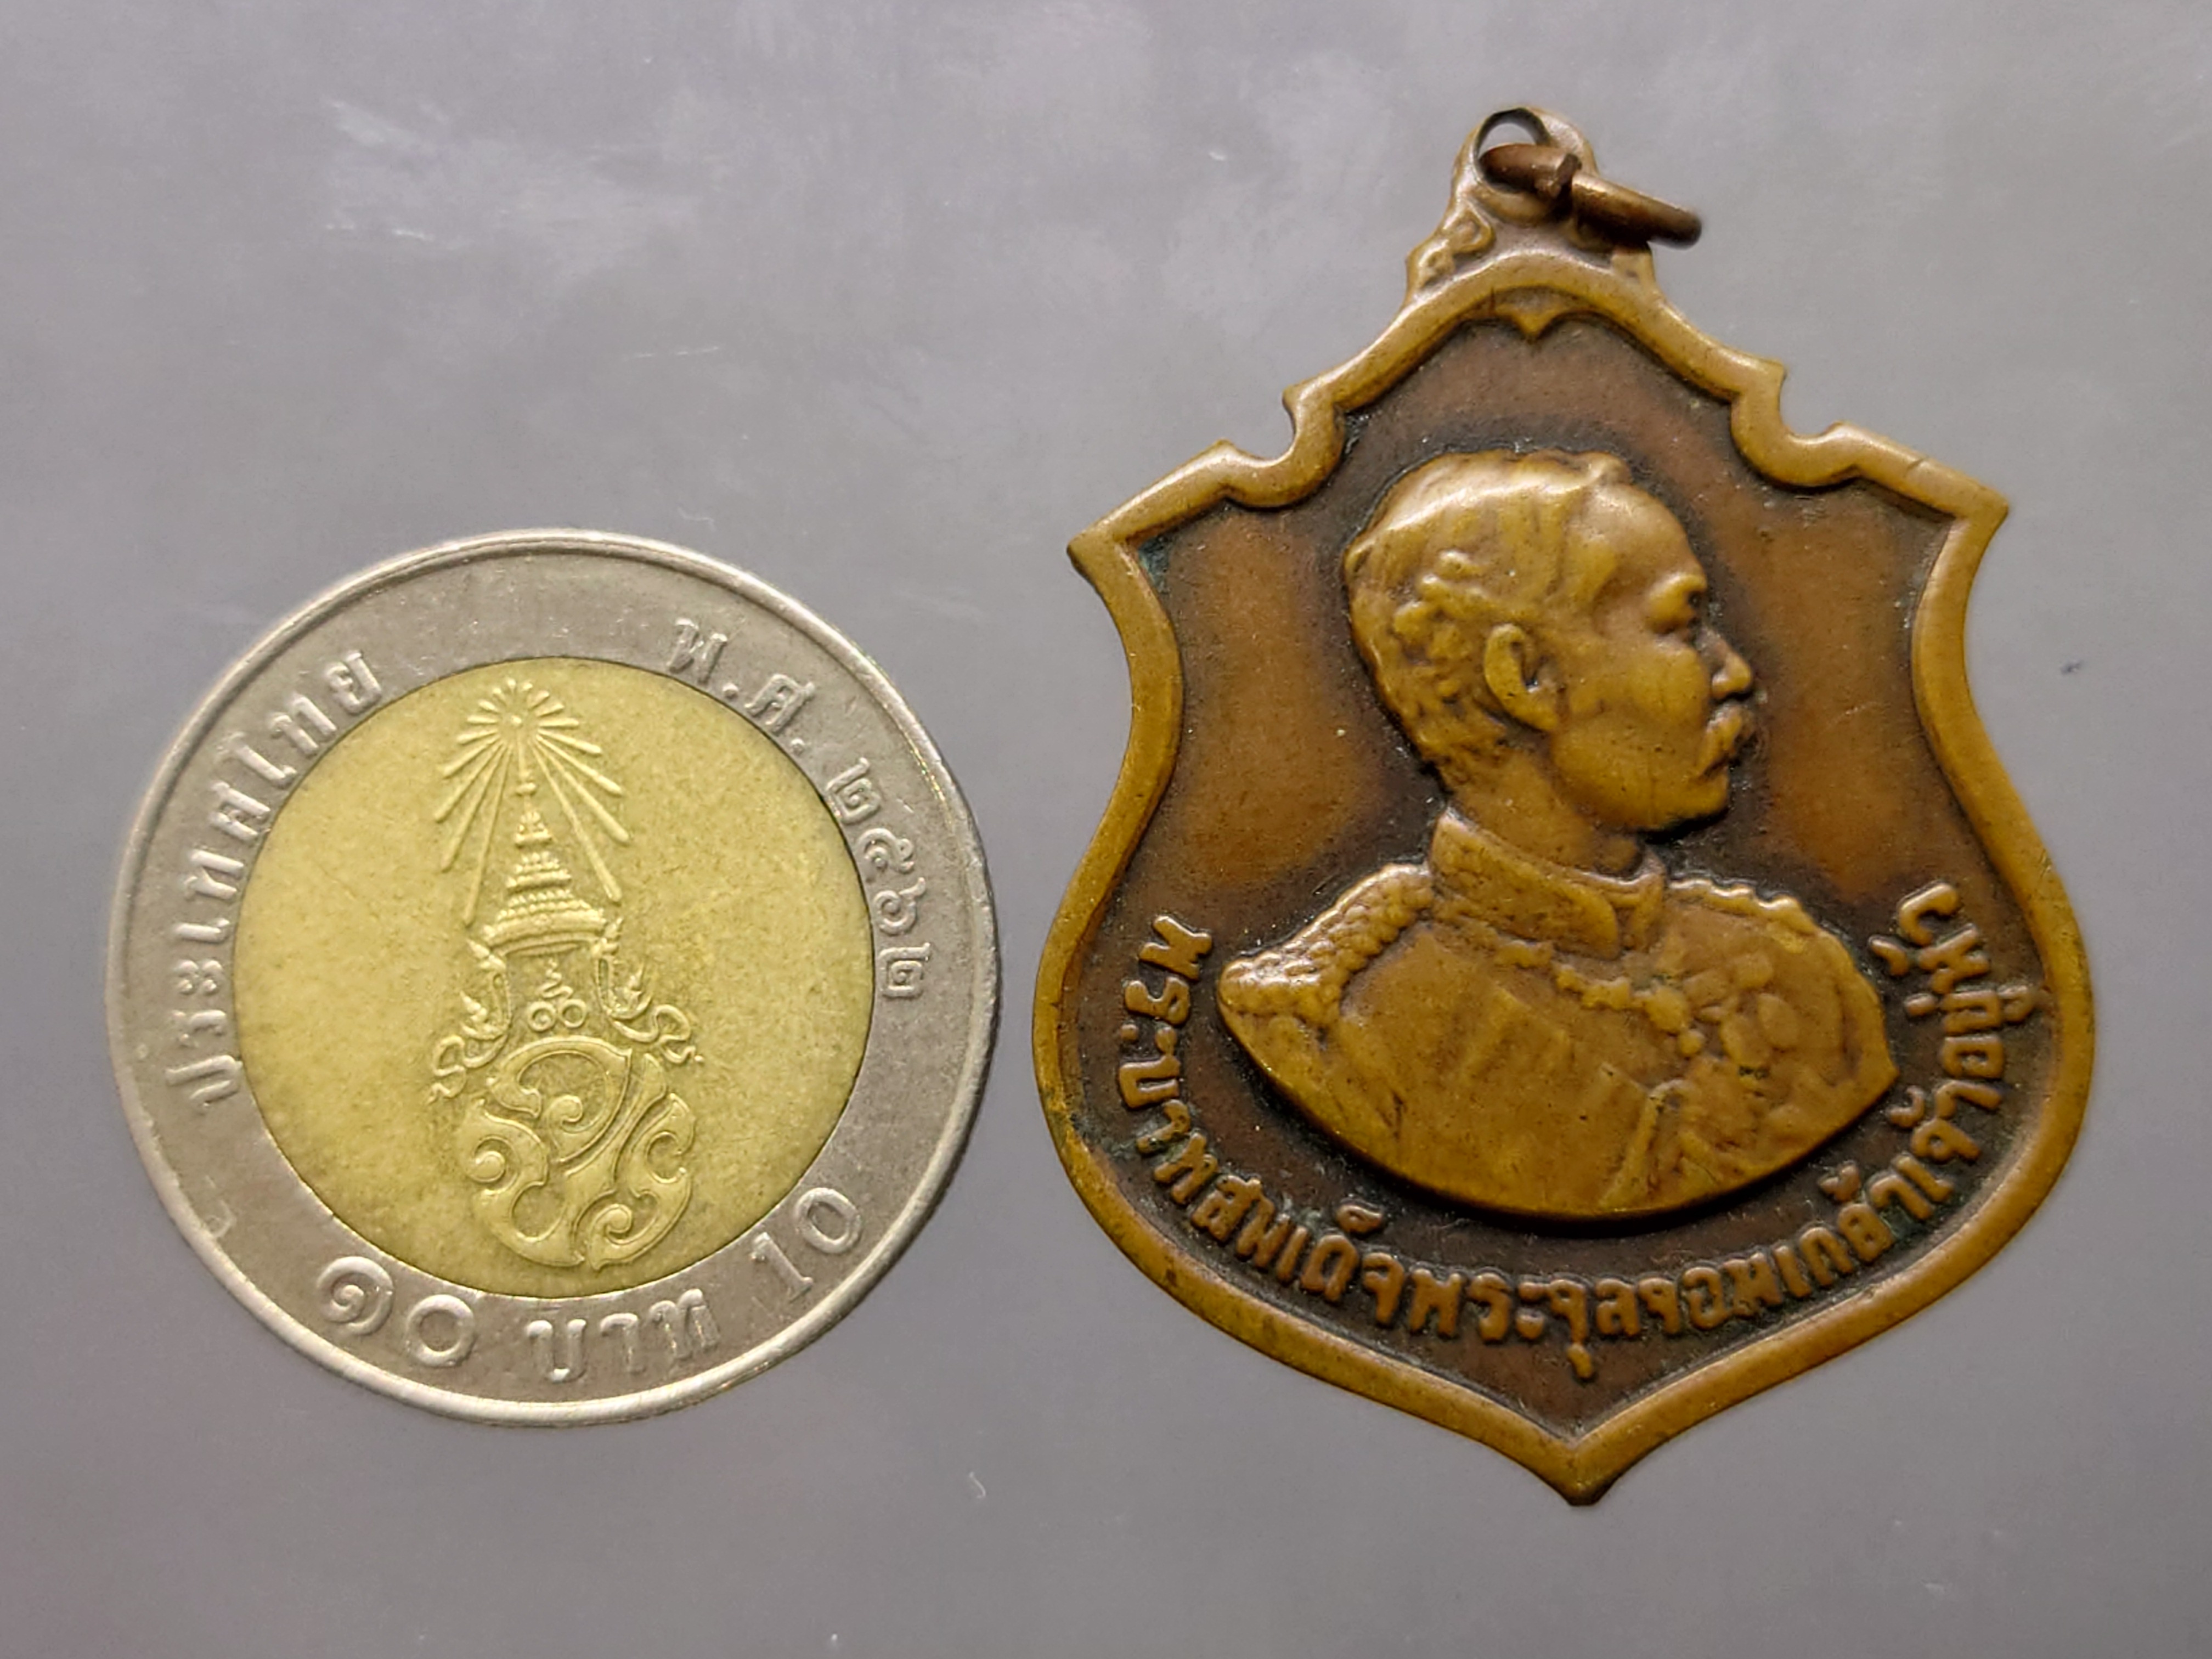 ประเทศไทย
พ.ศ. ๒๕๖๒
๑๐ บาท 10
พระบาทสมเด็จพระจุลจอมเกล้าเจ้าอยู่หัว